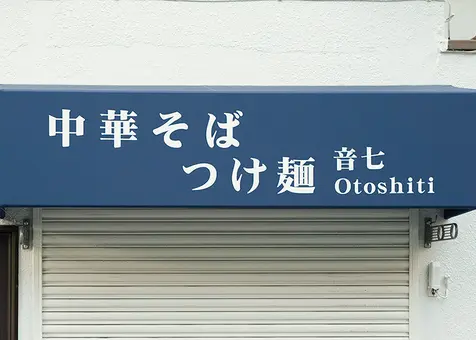 中華そば
つけ麺
音七
Otoshiti